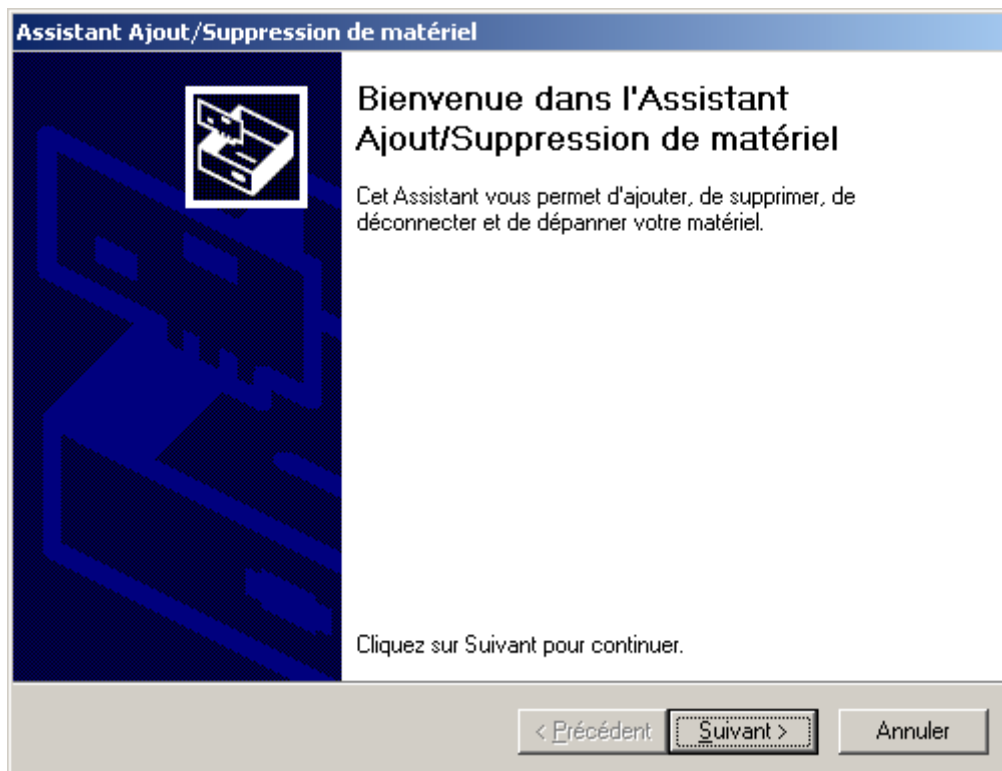 Assistant Ajout/Suppression de matériel
Bienvenue dans l'Assistant
Ajout/Suppression de matériel
Cet Assistant vous permet d'ajouter, de supprimer, de
déconnecter et de dépanner votre matériel.
Cliquez sur Suivant pour continuer.
< Précédent Suivant > Annuler